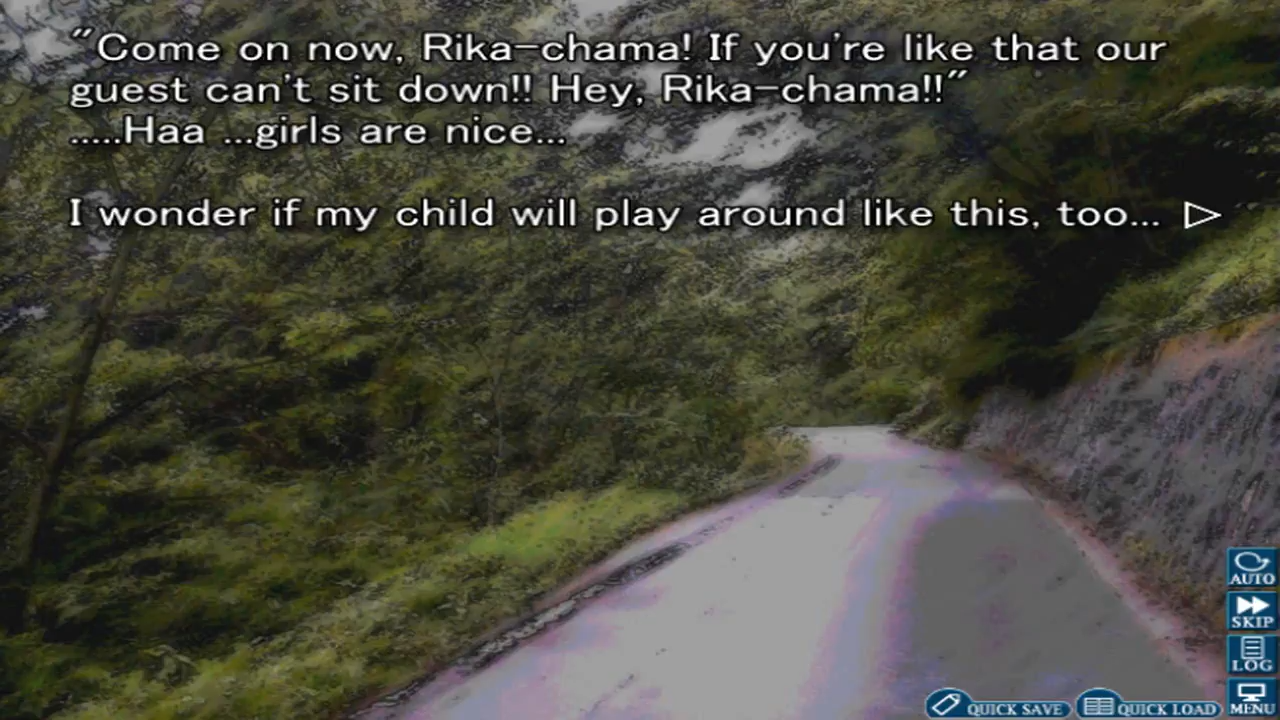 "Come on now, Rika-chama! If you're like that our
guest can't sit down!! Hey, Rika-chama!!"
.....Haa ...girls are nice...
I wonder if my child will play around like this, too...
AUTO
SKIP
LOG
QUICK SAVE
QUICK LOAD
MENU